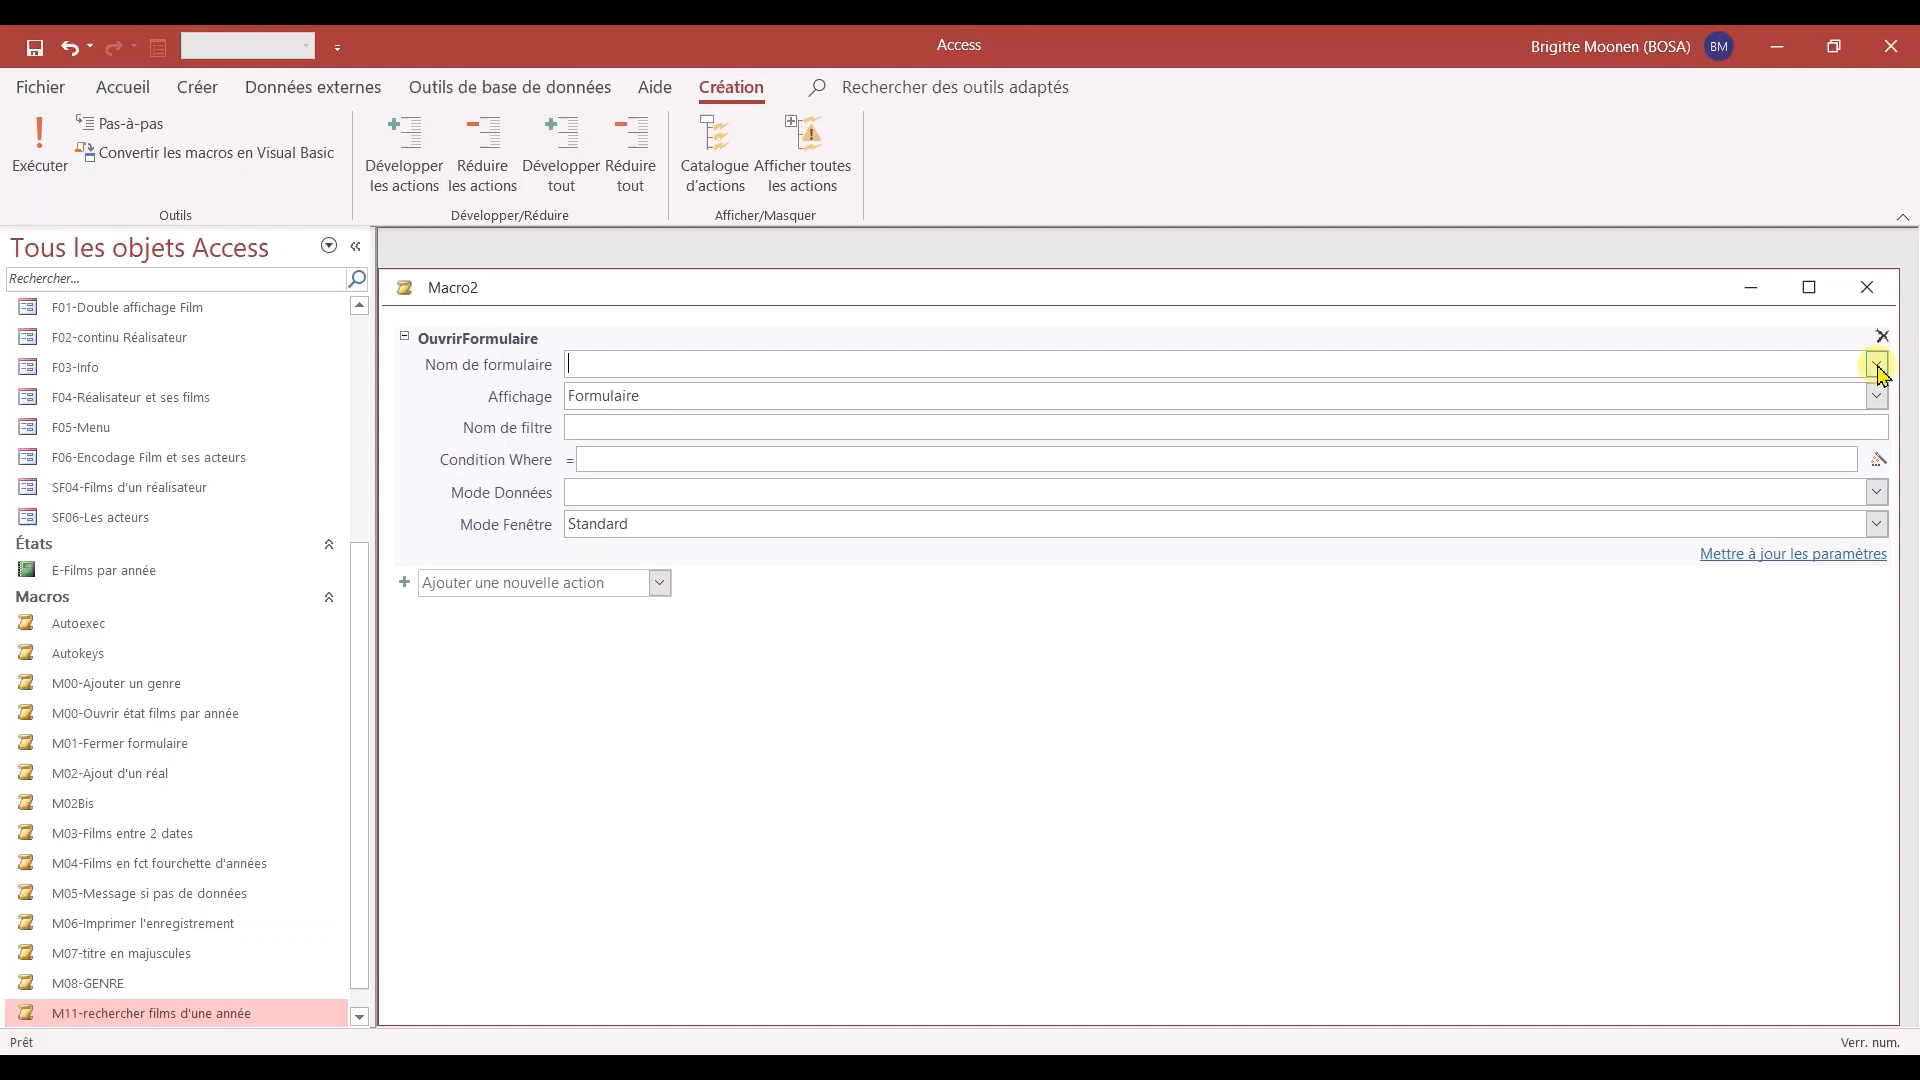 Access
Brigitte Moonen (BOSA)
BM
Fichier
Accueil
Créer
Données externes
Outils de base de données
Aide
Création
Rechercher des outils adaptés
Exécuter
Pas-à-pas
Convertir les macros en Visual Basic
Outils
Développer
les actions
Réduire
les actions
Développer
tout
Réduire
tout
Développer/Réduire
Catalogue
d'actions
Afficher toutes
les actions
Afficher/Masquer
Tous les objets Access
Rechercher...
F01-Double affichage Film
F02-continu Réalisateur
F03-Info
F04-Réalisateur et ses films
F05-Menu
F06-Encodage Film et ses acteurs
SF04-Films d'un réalisateur
SF06-Les acteurs
États
E-Films par année
Macros
Autoexec
Autokeys
M00-Ajouter un genre
M00-Ouvrir état films par année
M01-Fermer formulaire
M02-Ajout d'un réal
M02Bis
M03-Films entre 2 dates
M04-Films en fct fourchette d'années
M05-Message si pas de données
M06-Imprimer l'enregistrement
M07-titre en majuscules
M08-GENRE
M11-rechercher films d'une année
Macro2
OuvrirFormulaire
Nom de formulaire
Affichage Formulaire
Nom de filtre
Condition Where =
Mode Données
Mode Fenêtre Standard
Mettre à jour les paramètres
Ajouter une nouvelle action
Prêt
Verr. num.